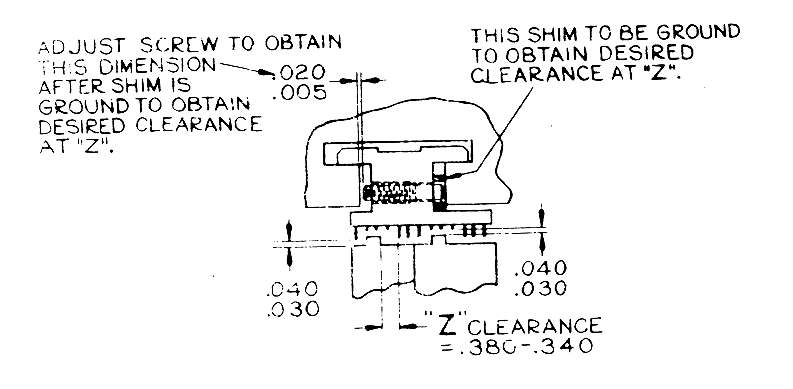 ADJUST SCREW TO OBTAIN
THIS DIMENSION
AFTER SHIM IS
GROUND TO OBTAIN
DESIRED CLEARANCE
AT "Z".
.020
.005
THIS SHIM TO BE GROUND
TO OBTAIN DESIRED
CLEARANCE AT "Z".
.040
.030
.040
.030
"Z" CLEARANCE
=.380-.340